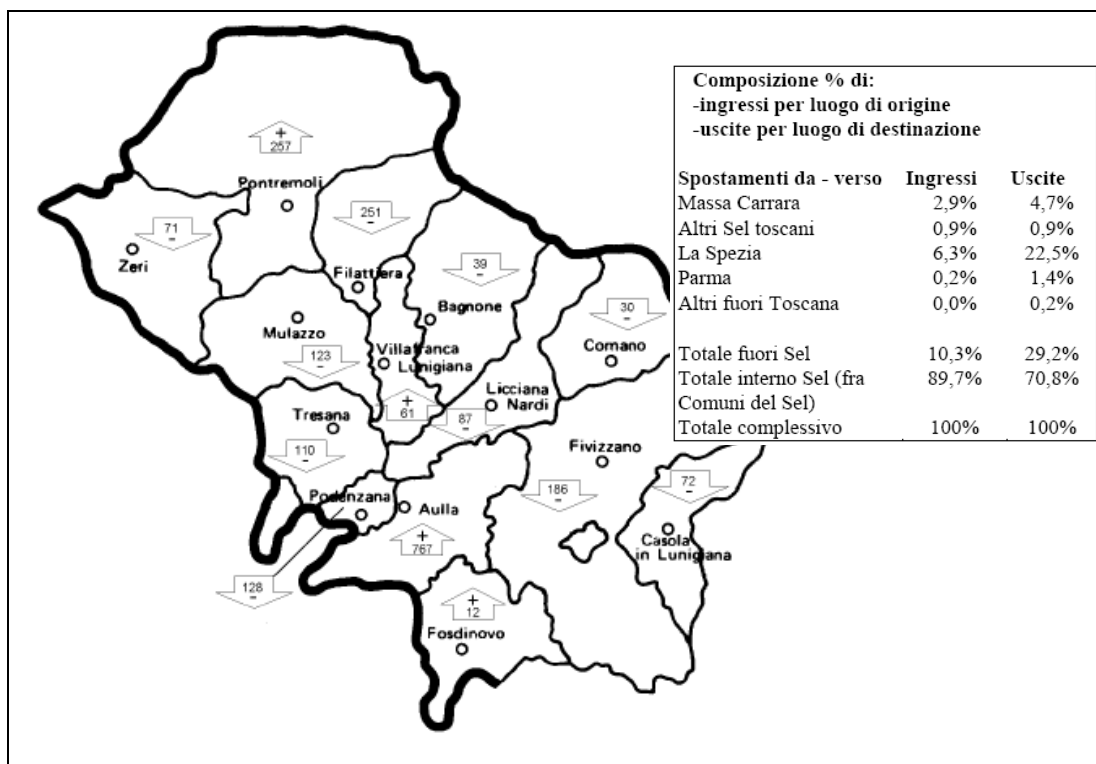 Composizione % di:
-ingressi per luogo di origine
-uscite per luogo di destinazione
Spostamenti da - verso Ingressi Uscite
Massa Carrara 2,9% 4,7%
Altri Sel toscani 0,9% 0,9%
La Spezia 6,3% 22,5%
Parma 0,2% 1,4%
Altri fuori Toscana 0,0% 0,2%
Totale fuori Sel 10,3% 29,2%
Totale interno Sel (fra 89,7% 70,8%
Comuni del Sel)
Totale complessivo 100% 100%
+
257
Pontremoli
71
-
Zeri
251
-
Filattiera
39
-
Bagnone
30
-
Comano
Mulazzo
123
-
Villafranca
Lunigiana
+
61
Licciana
Nardi
87
-
Tresana
110
-
Fivizzano
186
-
72
-
Casola
in Lunigiana
Podenzana
128
-
Aulla
+
767
+
12
Fosdinovo